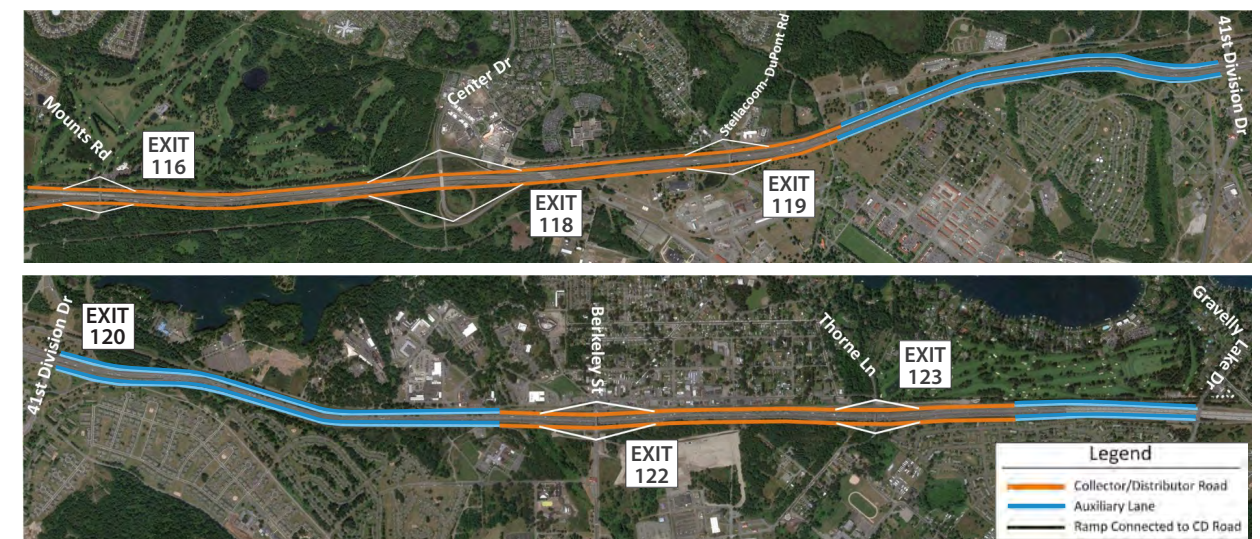 Mounts Rd
EXIT
116
Center Dr
EXIT
118
Steilacoom-DuPont Rd
EXIT
119
41st Division Dr
41st Division Dr
EXIT
120
Berkeley St
EXIT
122
Thorne Ln
EXIT
123
Gravelly
Lake Dr
Legend
Collector/Distributor Road
Auxiliary Lane
Ramp Connected to CD Road